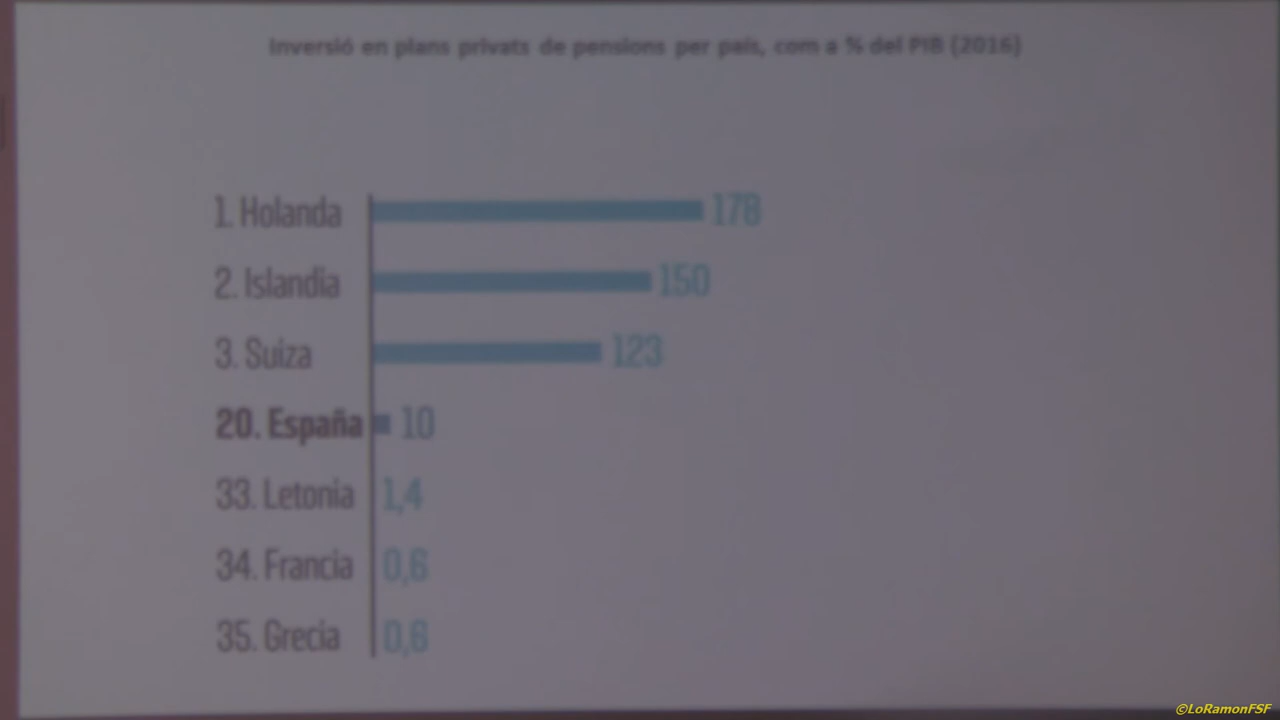 Inversió en plans privats de pensions per país, com a % del PIB (2016)
1. Holanda 178
2. Islandia 150
3. Suiza 123
20. España 10
33. Letonia 1,4
34. Francia 0,6
35. Grecia 0,6
©LoRamonFSF